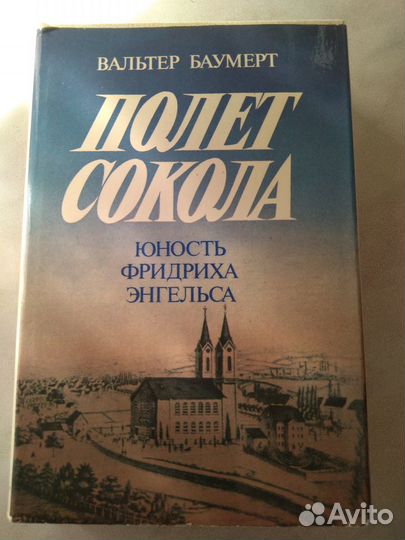 ВАЛЬТЕР БАУМЕРТ
ПОЛЕТ
СОКОЛА
ЮНОСТЬ
ФРИДРИХА
ЭНГЕЛЬСА
Avito